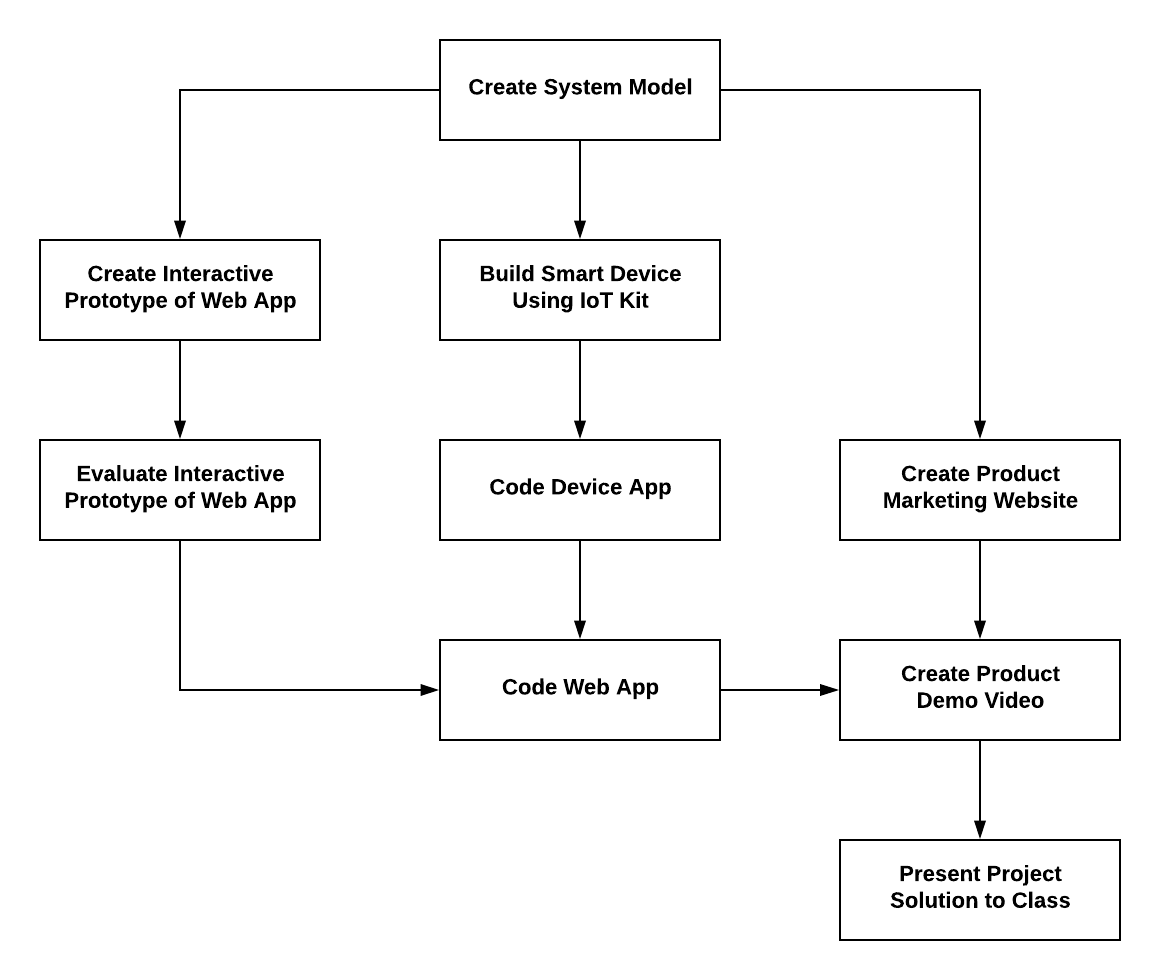 Create System Model
Create Interactive
Prototype of Web App
Build Smart Device
Using IoT Kit
Evaluate Interactive
Prototype of Web App
Code Device App
Create Product
Marketing Website
Code Web App
Create Product
Demo Video
Present Project
Solution to Class